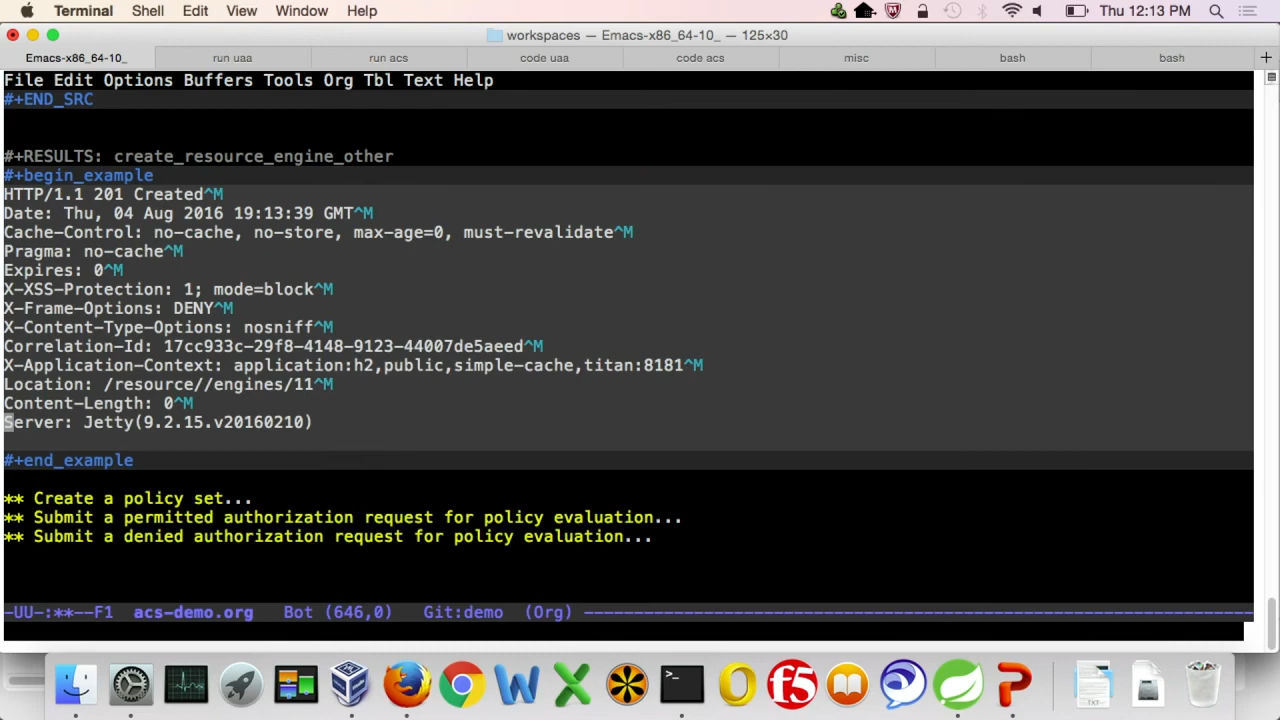 Terminal Shell Edit View Window Help Thu 12:13 PM
workspaces — Emacs-x86_64-10_ — 125×30
Emacs-x86_64-10_ run uaa run acs code uaa code acs misc bash bash
File Edit Options Buffers Tools Org Tbl Text Help
#+END_SRC
#+RESULTS: create_resource_engine_other
#+begin_example
HTTP/1.1 201 Created^M
Date: Thu, 04 Aug 2016 19:13:39 GMT^M
Cache-Control: no-cache, no-store, max-age=0, must-revalidate^M
Pragma: no-cache^M
Expires: 0^M
X-XSS-Protection: 1; mode=block^M
X-Frame-Options: DENY^M
X-Content-Type-Options: nosniff^M
Correlation-Id: 17cc933c-29f8-4148-9123-44007de5aeed^M
X-Application-Context: application:h2,public,simple-cache,titan:8181^M
Location: /resource//engines/11^M
Content-Length: 0^M
Server: Jetty(9.2.15.v20160210)
#+end_example
** Create a policy set...
** Submit a permitted authorization request for policy evaluation...
** Submit a denied authorization request for policy evaluation...
-UU-:**--F1 acs-demo.org Bot (646,0) Git:demo (Org) ----------------------------------------------------------------------
f5
TXT